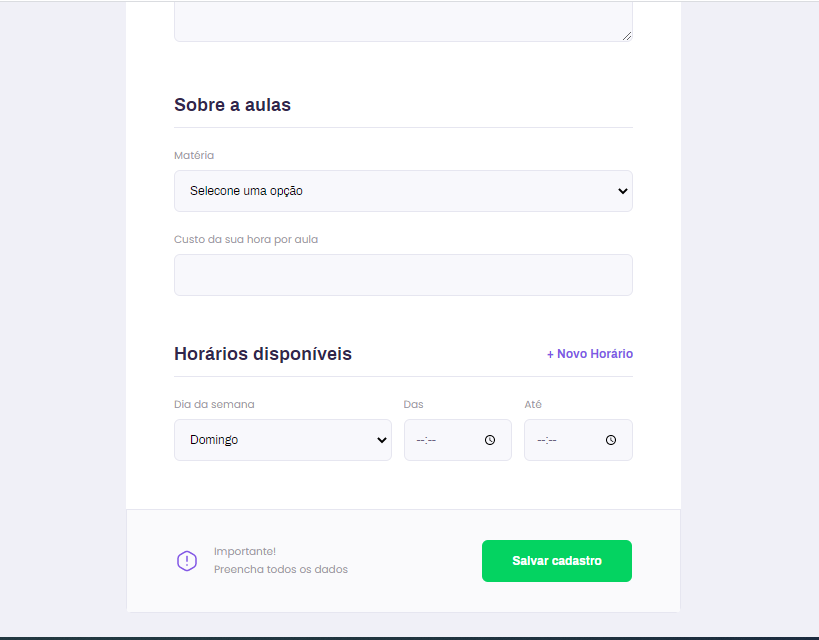 Sobre a aulas
Matéria
Selecone uma opção
Custo da sua hora por aula
Horários disponíveis + Novo Horário
Dia da semana Das Até
Domingo --:-- --:--
Importante!
Preencha todos os dados
Salvar cadastro